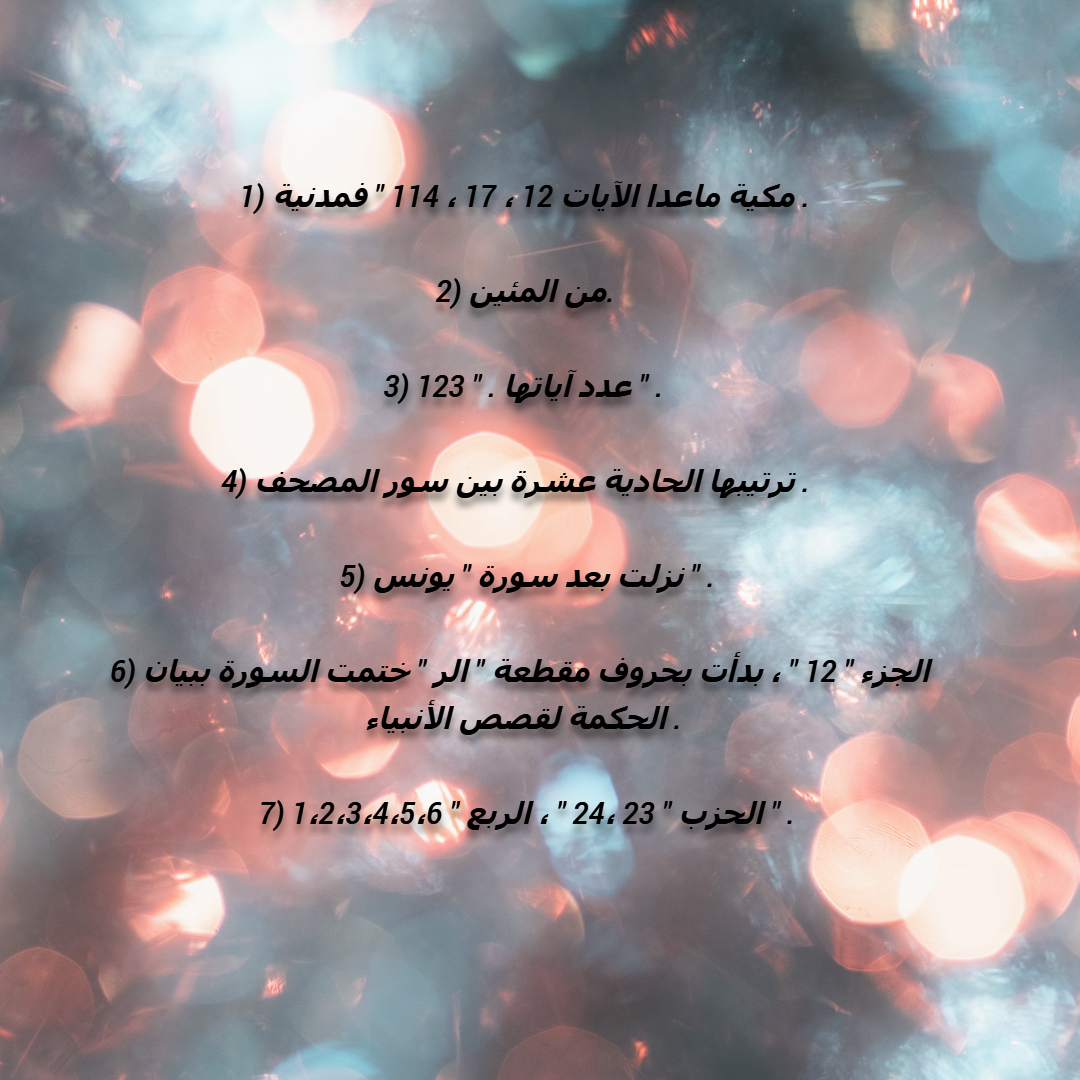 1) مكية ماعدا الآيات 12 ، 17 ، 114 " فمدنية .
2) من المئين.
3) عدد آياتها . " 123 " .
4) ترتيبها الحادية عشرة بين سور المصحف .
5) نزلت بعد سورة " يونس " .
6) الجزء " 12 " ، بدأت بحروف مقطعة " الر " ختمت السورة ببيان
الحكمة لقصص الأنبياء .
7) الحزب " 23 ،24 " ، الربع " 1،2،3،4،5،6 " .